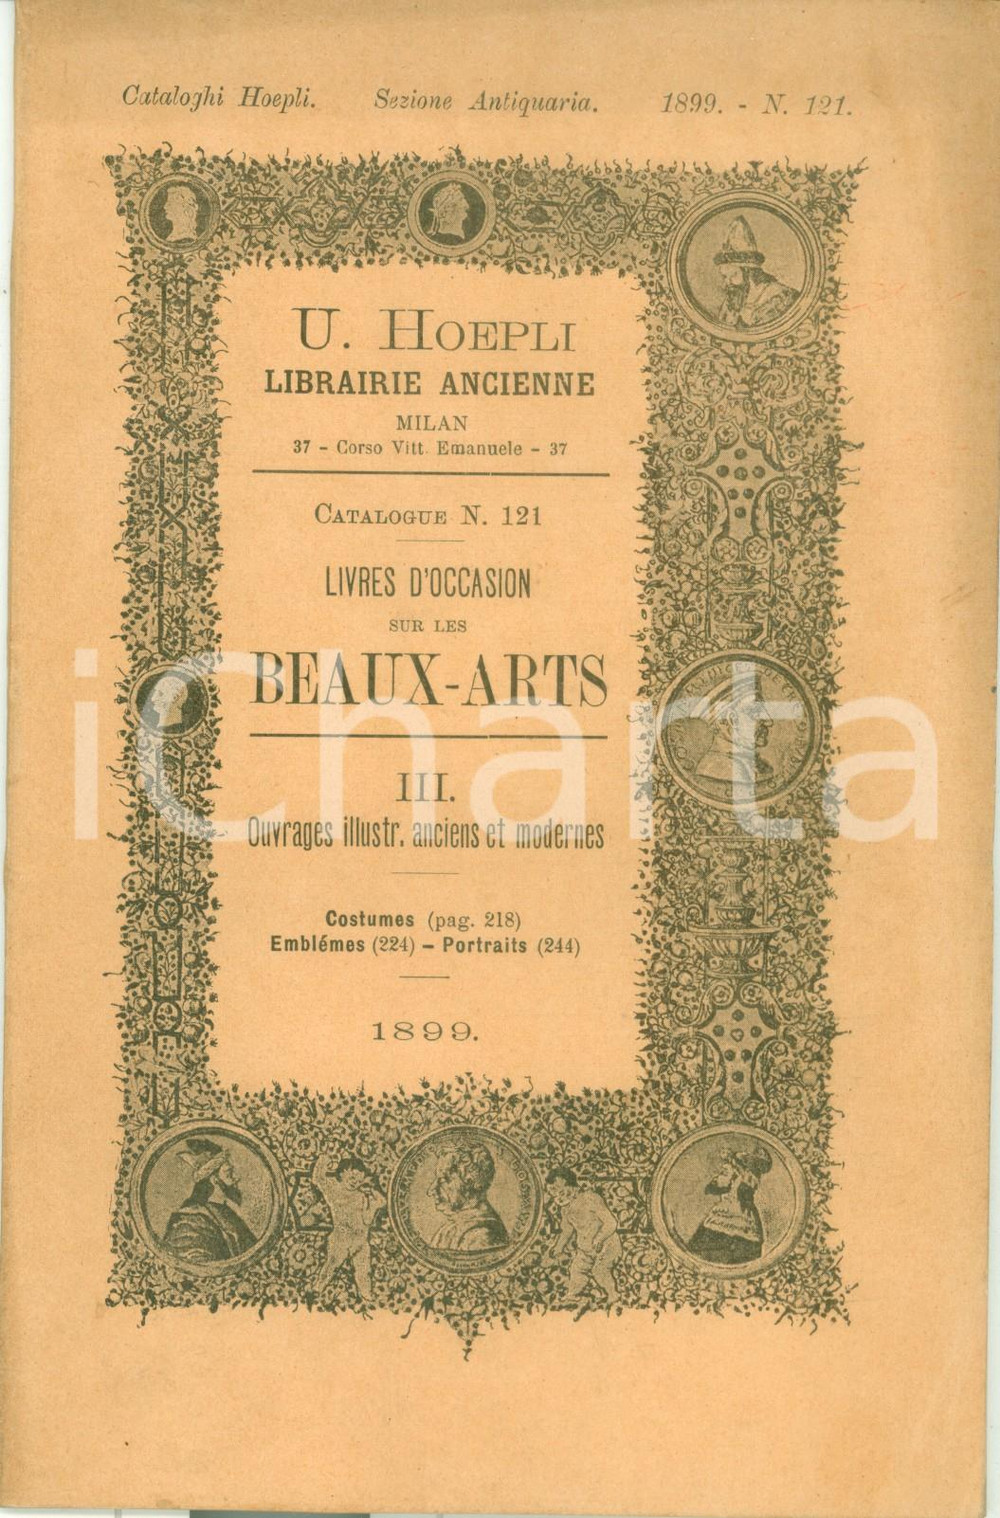 Cataloghi Hoepli. Sezione Antiquaria. 1899. - N. 121.
U. HOEPLI
LIBRAIRIE ANCIENNE
MILAN
37 - Corso Vitt. Emanuele - 37
CATALOGUE N. 121
LIVRES D'OCCASION
SUR LES
BEAUX-ARTS
III.
Ouvrages illustr. anciens et modernes
Costumes (pag. 218)
Emblémes (224) - Portraits (244)
1899.
iCharta